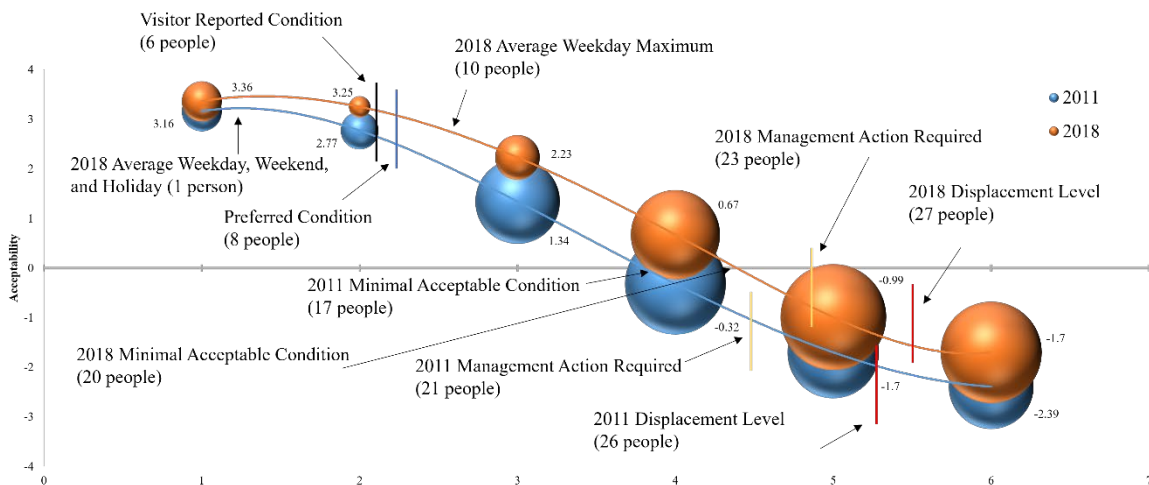 Visitor Reported Condition
(6 people)
2018 Average Weekday Maximum
(10 people)
4
3
2
1
0
-1
-2
-3
-4
Acceptability
3.36
3.16
3.25
2.77
2011
2018
2018 Management Action Required
(23 people)
2.23
2018 Average Weekday, Weekend,
and Holiday (1 person)
2018 Displacement Level
(27 people)
Preferred Condition
(8 people)
0.67
1.34
2011 Minimal Acceptable Condition
(17 people)
-0.99
-0.32
-1.7
2018 Minimal Acceptable Condition
(20 people)
2011 Management Action Required
(21 people)
-1.7
-2.39
2011 Displacement Level
(26 people)
0
1
2
3
4
5
6
7